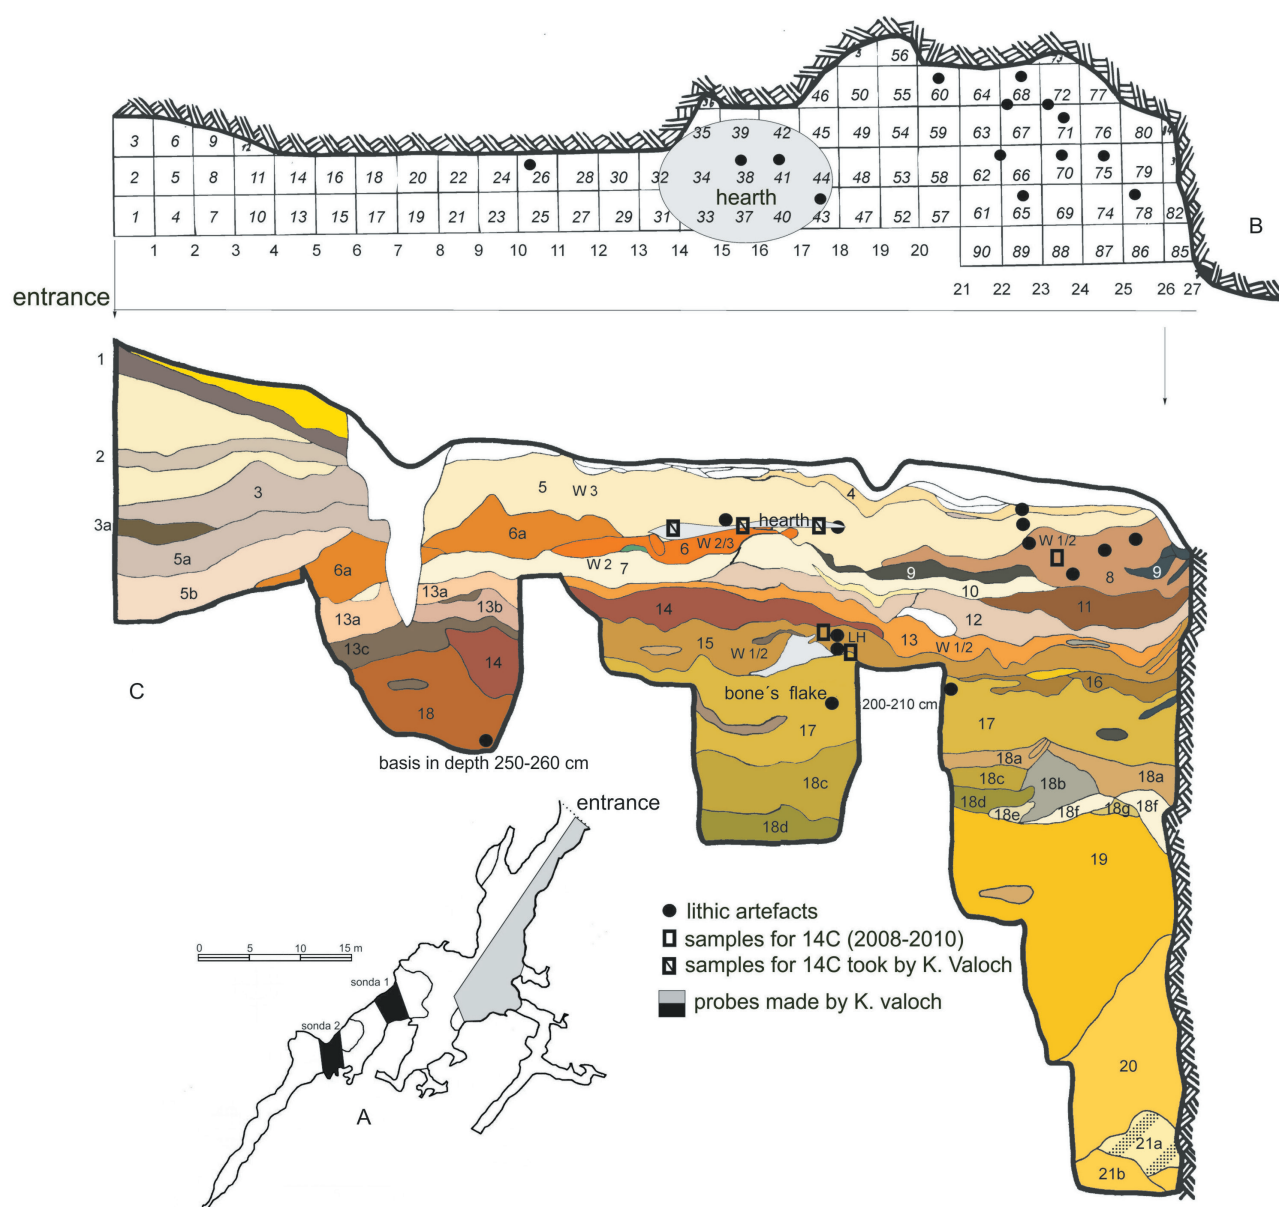 3 56
46 50 55 60 64 68 72 77
73
36
35 39 42 45 49 54 59 63 67 71 76 80
3 6 9 12
2 5 8 11 14 16 18 20 22 24 26 28 30 32 34 38 41 44 48 53 58 62 66 70 75 79
hearth
1 4 7 10 13 15 17 19 21 23 25 27 29 31 33 37 40 43 47 52 57 61 65 69 74 78 82
90 89 88 87 86 85
B
1 2 3 4 5 6 7 8 9 10 11 12 13 14 15 16 17 18 19 20
21 22 23 24 25 26 27
entrance
1
2
3
3a
5a
5b
5 W 3
4
6a
hearth
6 W 2/3
W 2 7
W 1/2
8
9
9
10
11
12
6a
13a
13a
13b
13c
14
14
18
15
W 1/2
LH
13
W 1/2
16
C
bone´s flake
200-210 cm
17
17
basis in depth 250-260 cm
18a
18a
18c
18c
18b
18d
18d
18e
18f
18g
18f
19
20
21a
21b
entrance
0 5 10 15 m
sonda 1
sonda 2
A
lithic artefacts
samples for 14C (2008-2010)
samples for 14C took by K. Valoch
probes made by K. valoch